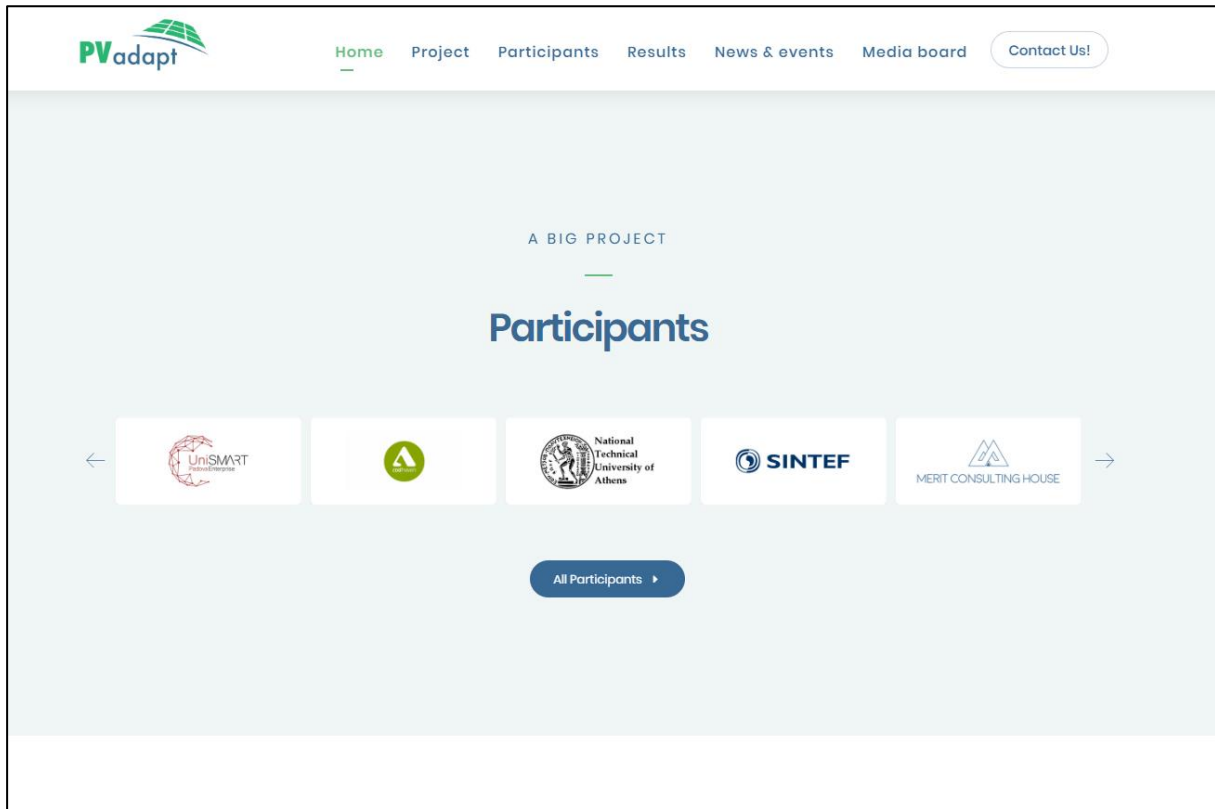 PVadapt
Home Project Participants Results News & events Media board Contact Us!
A BIG PROJECT
Participants
UniSMART
National
Technical
University of
Athens
SINTEF
MERIT CONSULTING HOUSE
All Participants